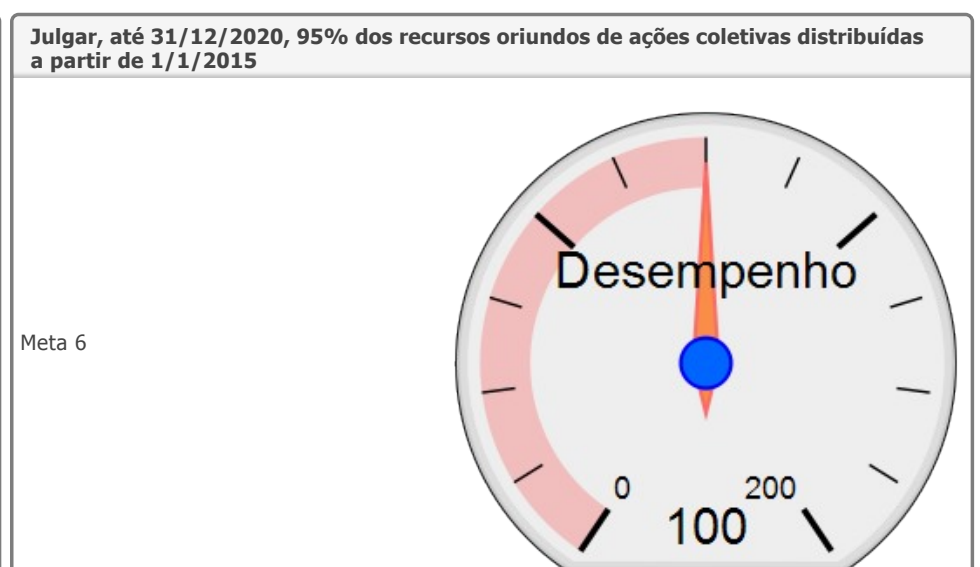 Julgar, até 31/12/2020, 95% dos recursos oriundos de ações coletivas distribuídas
a partir de 1/1/2015
Meta 6
Desempenho
0
200
100